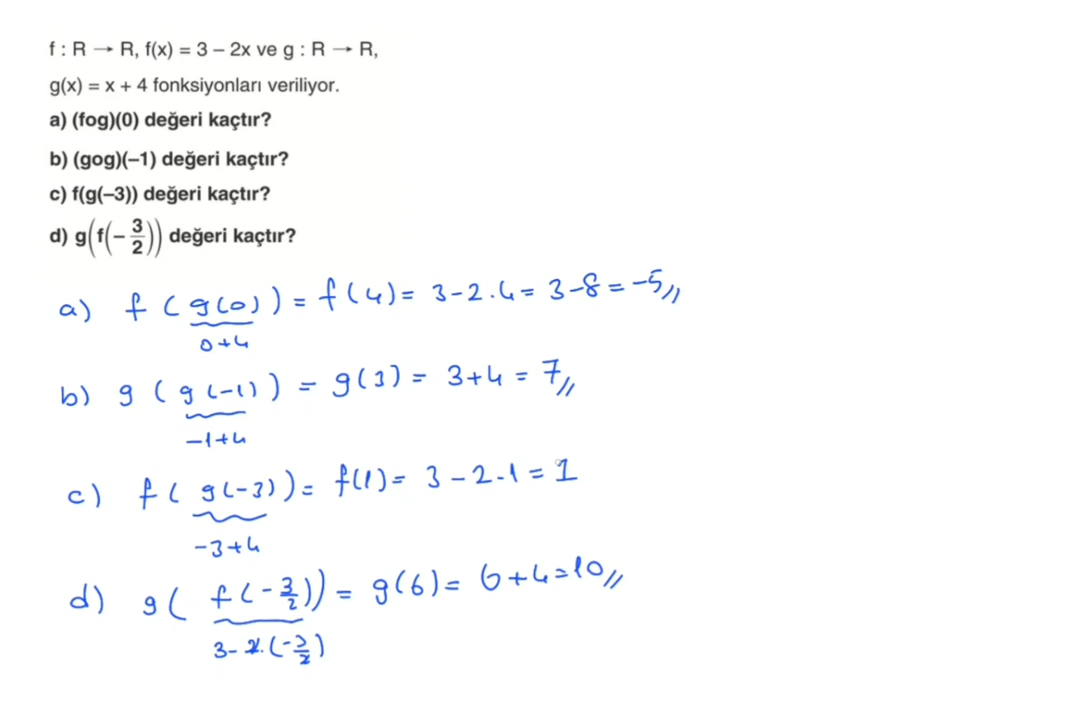 f : R → R, f(x) = 3 – 2x ve g : R → R,
g(x) = x + 4 fonksiyonları veriliyor.
a) (fog)(0) değeri kaçtır?
b) (gog)(–1) değeri kaçtır?
c) f(g(–3)) değeri kaçtır?
d) g(f(–3/2)) değeri kaçtır?
a) f(g(0)) = f(4) = 3-2.4 = 3-8 = -5//
0+4
b) g(g(-1)) = g(3) = 3+4 = 7//
-1+4
c) f(g(-3)) = f(1) = 3-2.1 = 1
-3+4
d) g(f(-3/2)) = g(6) = 6+4=10//
3-2.(-3/2)